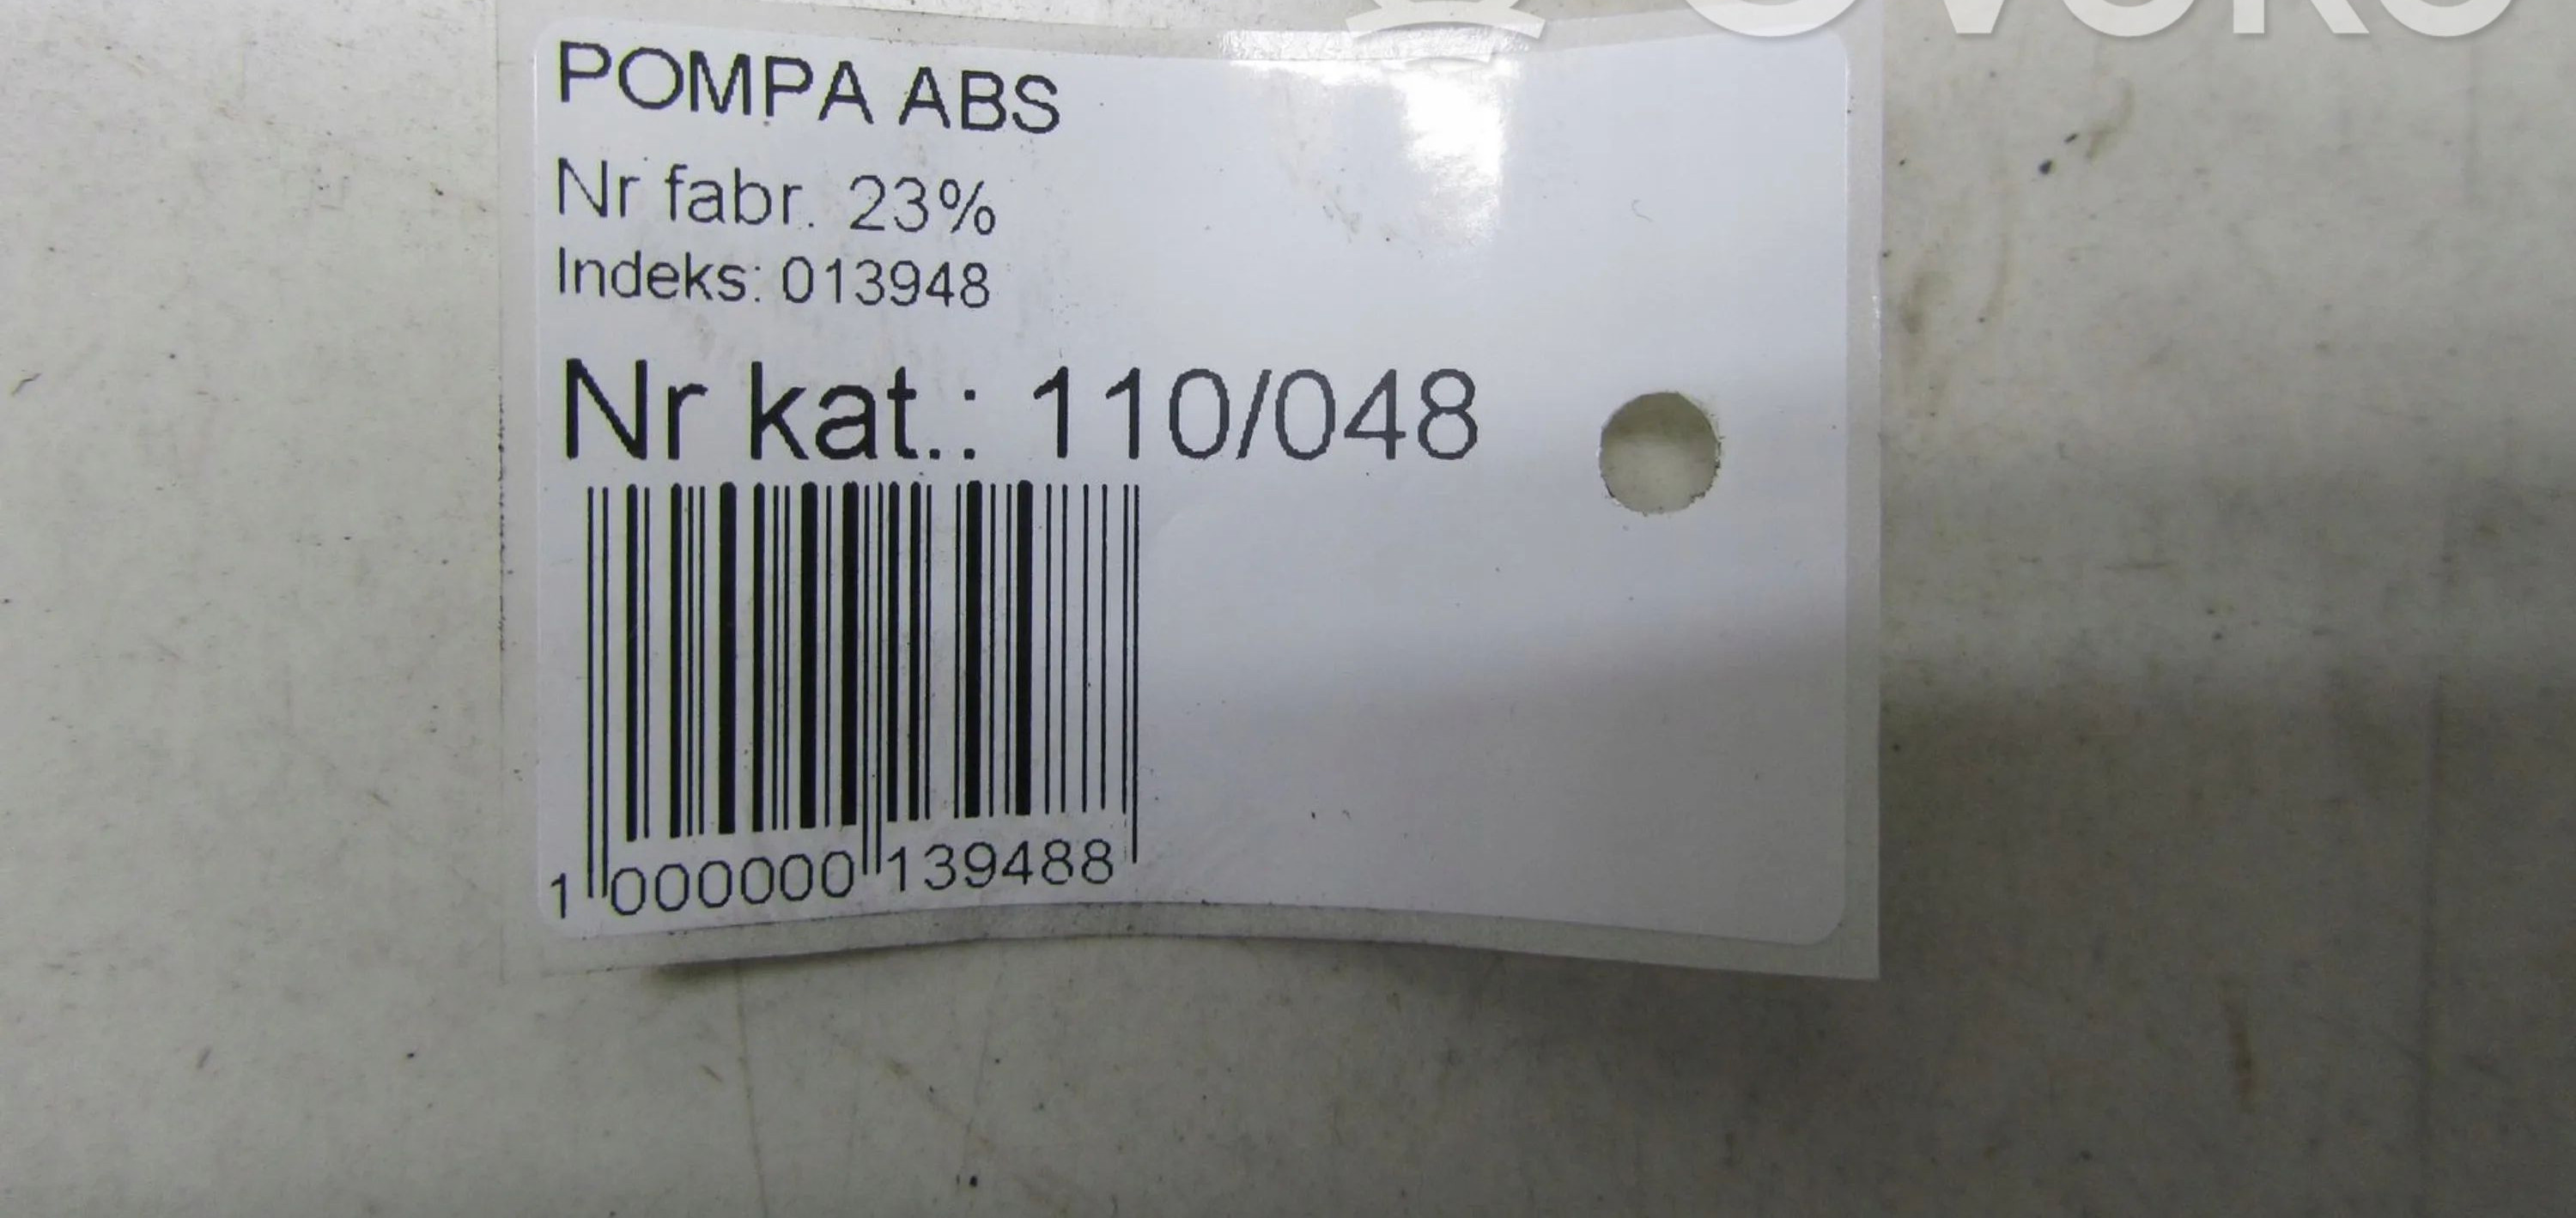 POMPA ABS
Nr fabr. 23%
Indeks: 013948
Nr kat.: 110/048
1 000000 139488